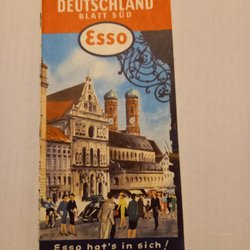 DEUTSCHLAND
BLATT SÜD
Esso
Esso hat's in sich!